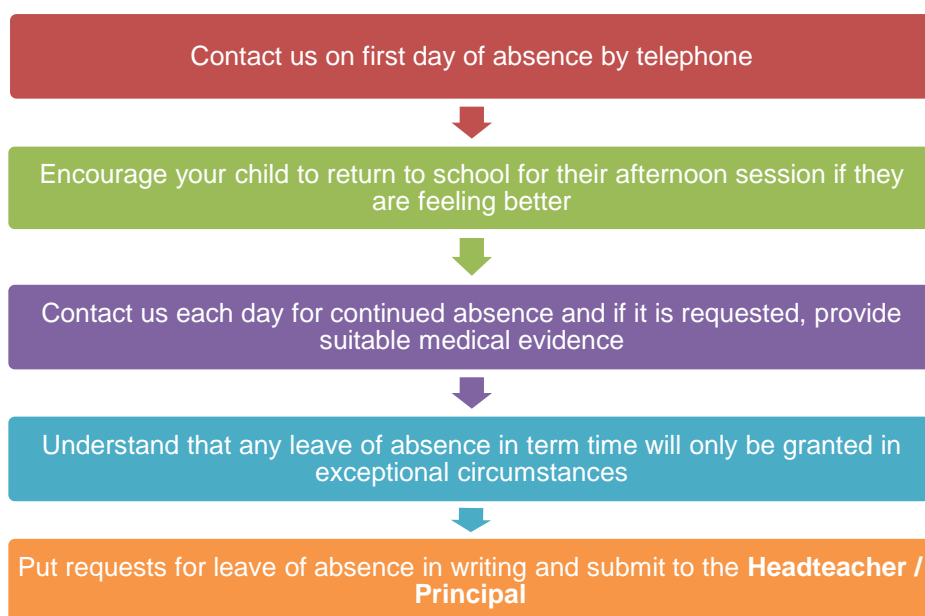 Contact us on first day of absence by telephone
Encourage your child to return to school for their afternoon session if they
are feeling better
Contact us each day for continued absence and if it is requested, provide
suitable medical evidence
Understand that any leave of absence in term time will only be granted in
exceptional circumstances
Put requests for leave of absence in writing and submit to the Headteacher /
Principal